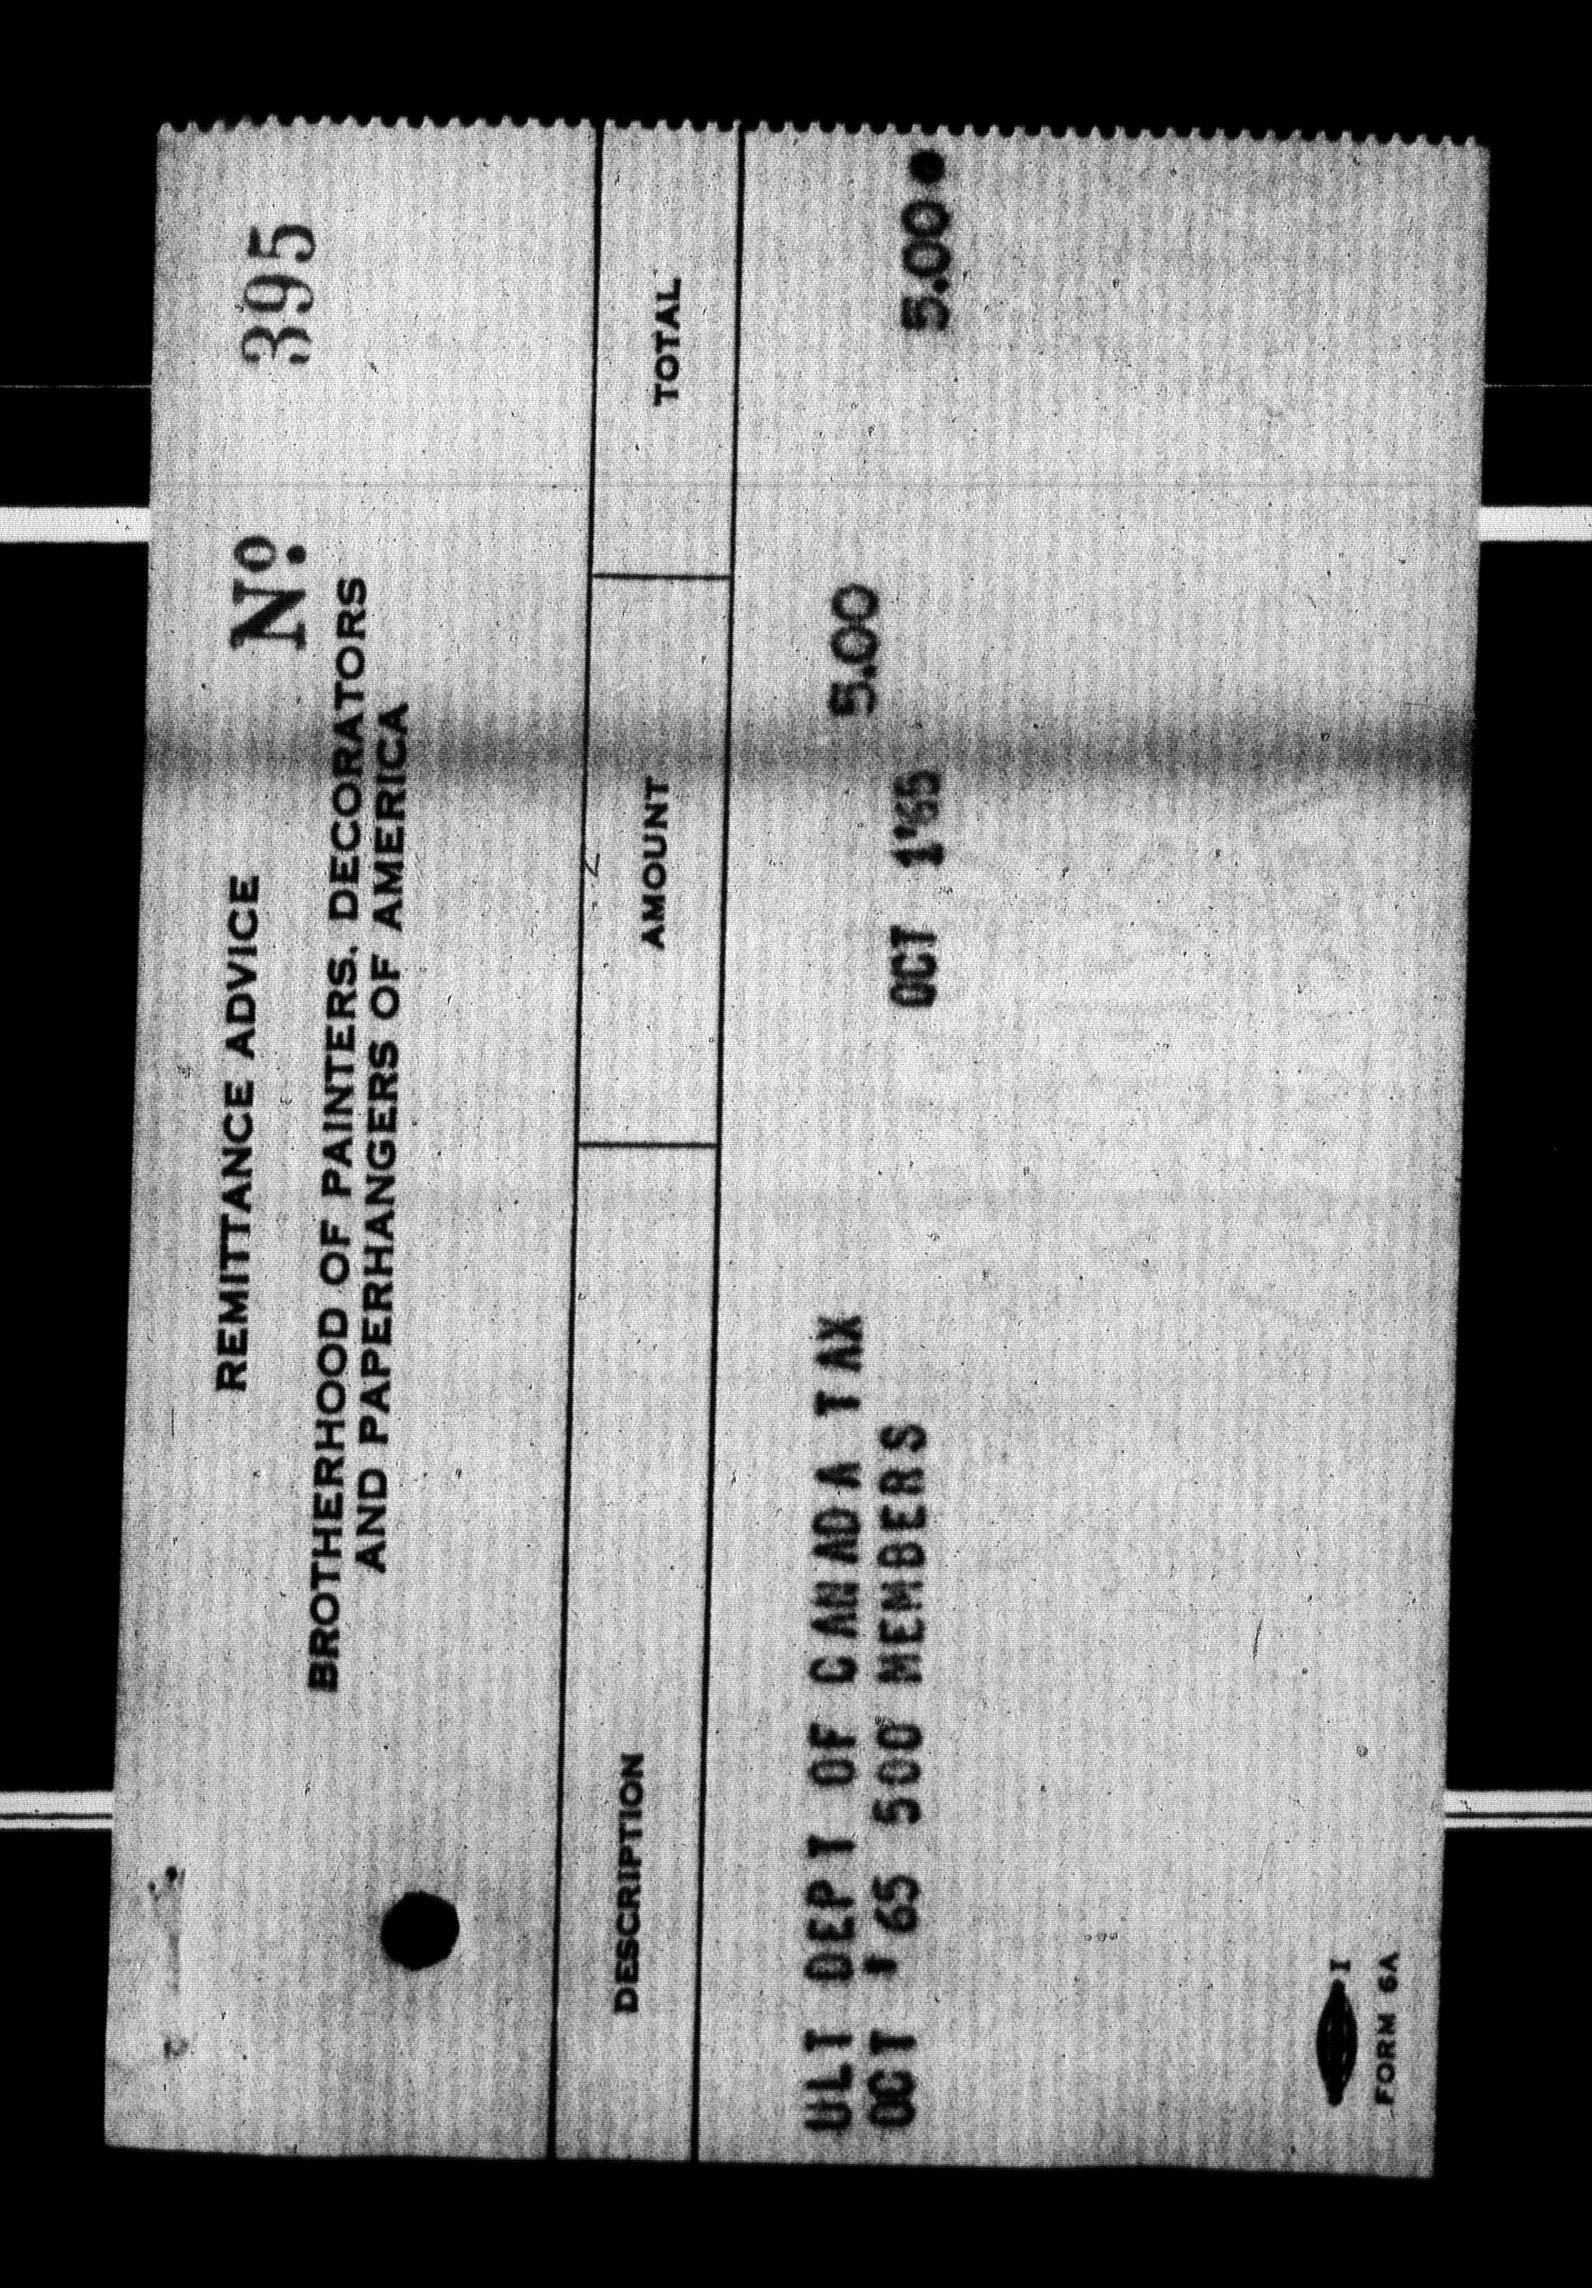 REMITTANCE ADVICE
Nº. 395
BROTHERHOOD OF PAINTERS, DECORATORS
AND PAPERHANGERS OF AMERICA
DESCRIPTION AMOUNT TOTAL
ULT DEPT OF CANADA TAX 5.00
OCT '65 500 MEMBERS OCT 1'65 5.00
I
FORM 6A